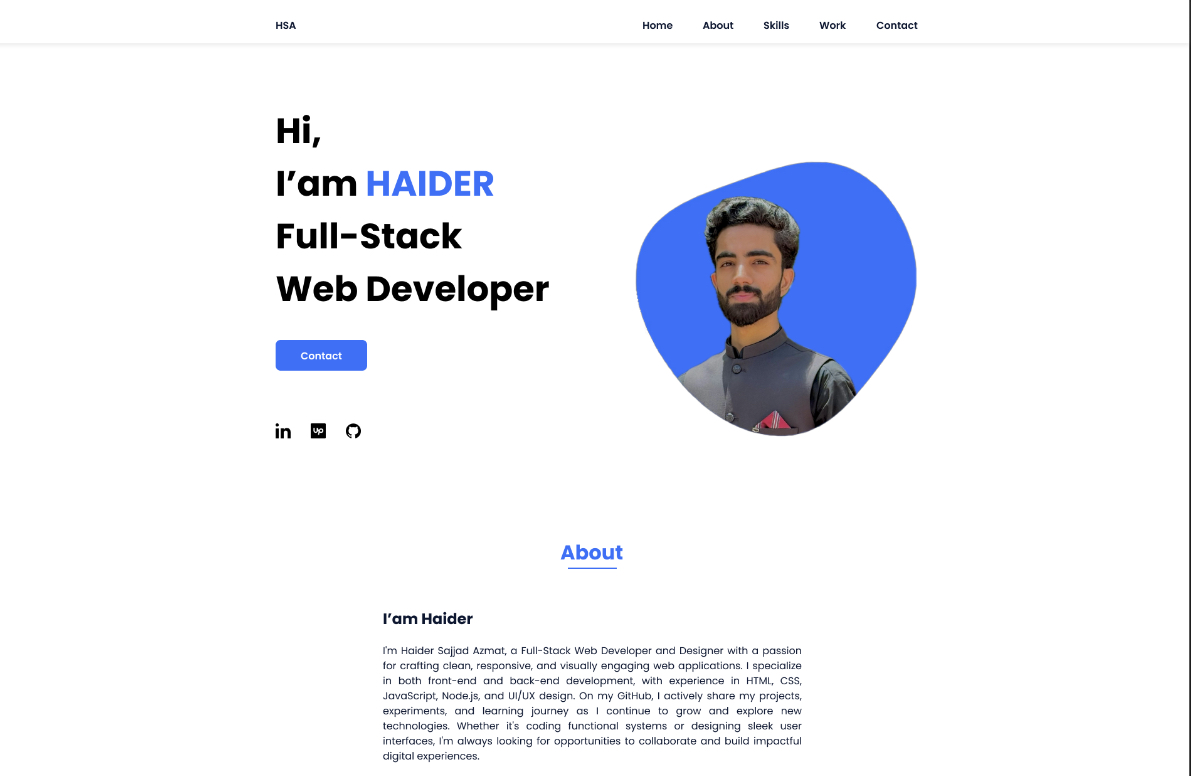 HSA
Home About Skills Work Contact
Hi,
I’am HAIDER
Full-Stack
Web Developer
Contact
in
up
About
I’am Haider
I'm Haider Sajjad Azmat, a Full-Stack Web Developer and Designer with a passion
for crafting clean, responsive, and visually engaging web applications. I specialize
in both front-end and back-end development, with experience in HTML, CSS,
JavaScript, Node.js, and UI/UX design. On my GitHub, I actively share my projects,
experiments, and learning journey as I continue to grow and explore new
technologies. Whether it's coding functional systems or designing sleek user
interfaces, I'm always looking for opportunities to collaborate and build impactful
digital experiences.